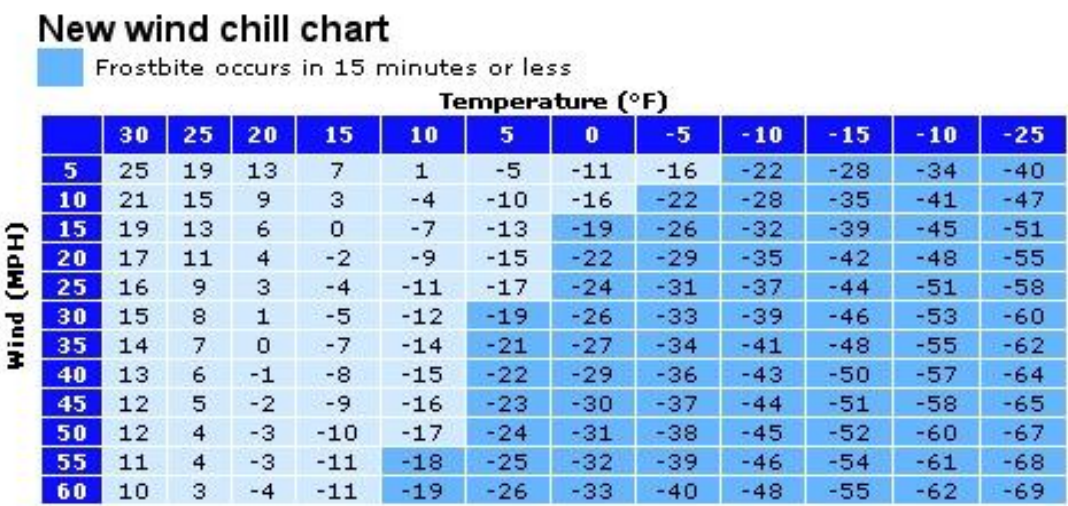 New wind chill chart
Frostbite occurs in 15 minutes or less
Temperature (°F)
30 25 20 15 10 5 0 -5 -10 -15 -10 -25
Wind (MPH)
5 25 19 13 7 1 -5 -11 -16 -22 -28 -34 -40
10 21 15 9 3 -4 -10 -16 -22 -28 -35 -41 -47
15 19 13 6 0 -7 -13 -19 -26 -32 -39 -45 -51
20 17 11 4 -2 -9 -15 -22 -29 -35 -42 -48 -55
25 16 9 3 -4 -11 -17 -24 -31 -37 -44 -51 -58
30 15 8 1 -5 -12 -19 -26 -33 -39 -46 -53 -60
35 14 7 0 -7 -14 -21 -27 -34 -41 -48 -55 -62
40 13 6 -1 -8 -15 -22 -29 -36 -43 -50 -57 -64
45 12 5 -2 -9 -16 -23 -30 -37 -44 -51 -58 -65
50 12 4 -3 -10 -17 -24 -31 -38 -45 -52 -60 -67
55 11 4 -3 -11 -18 -25 -32 -39 -46 -54 -61 -68
60 10 3 -4 -11 -19 -26 -33 -40 -48 -55 -62 -69